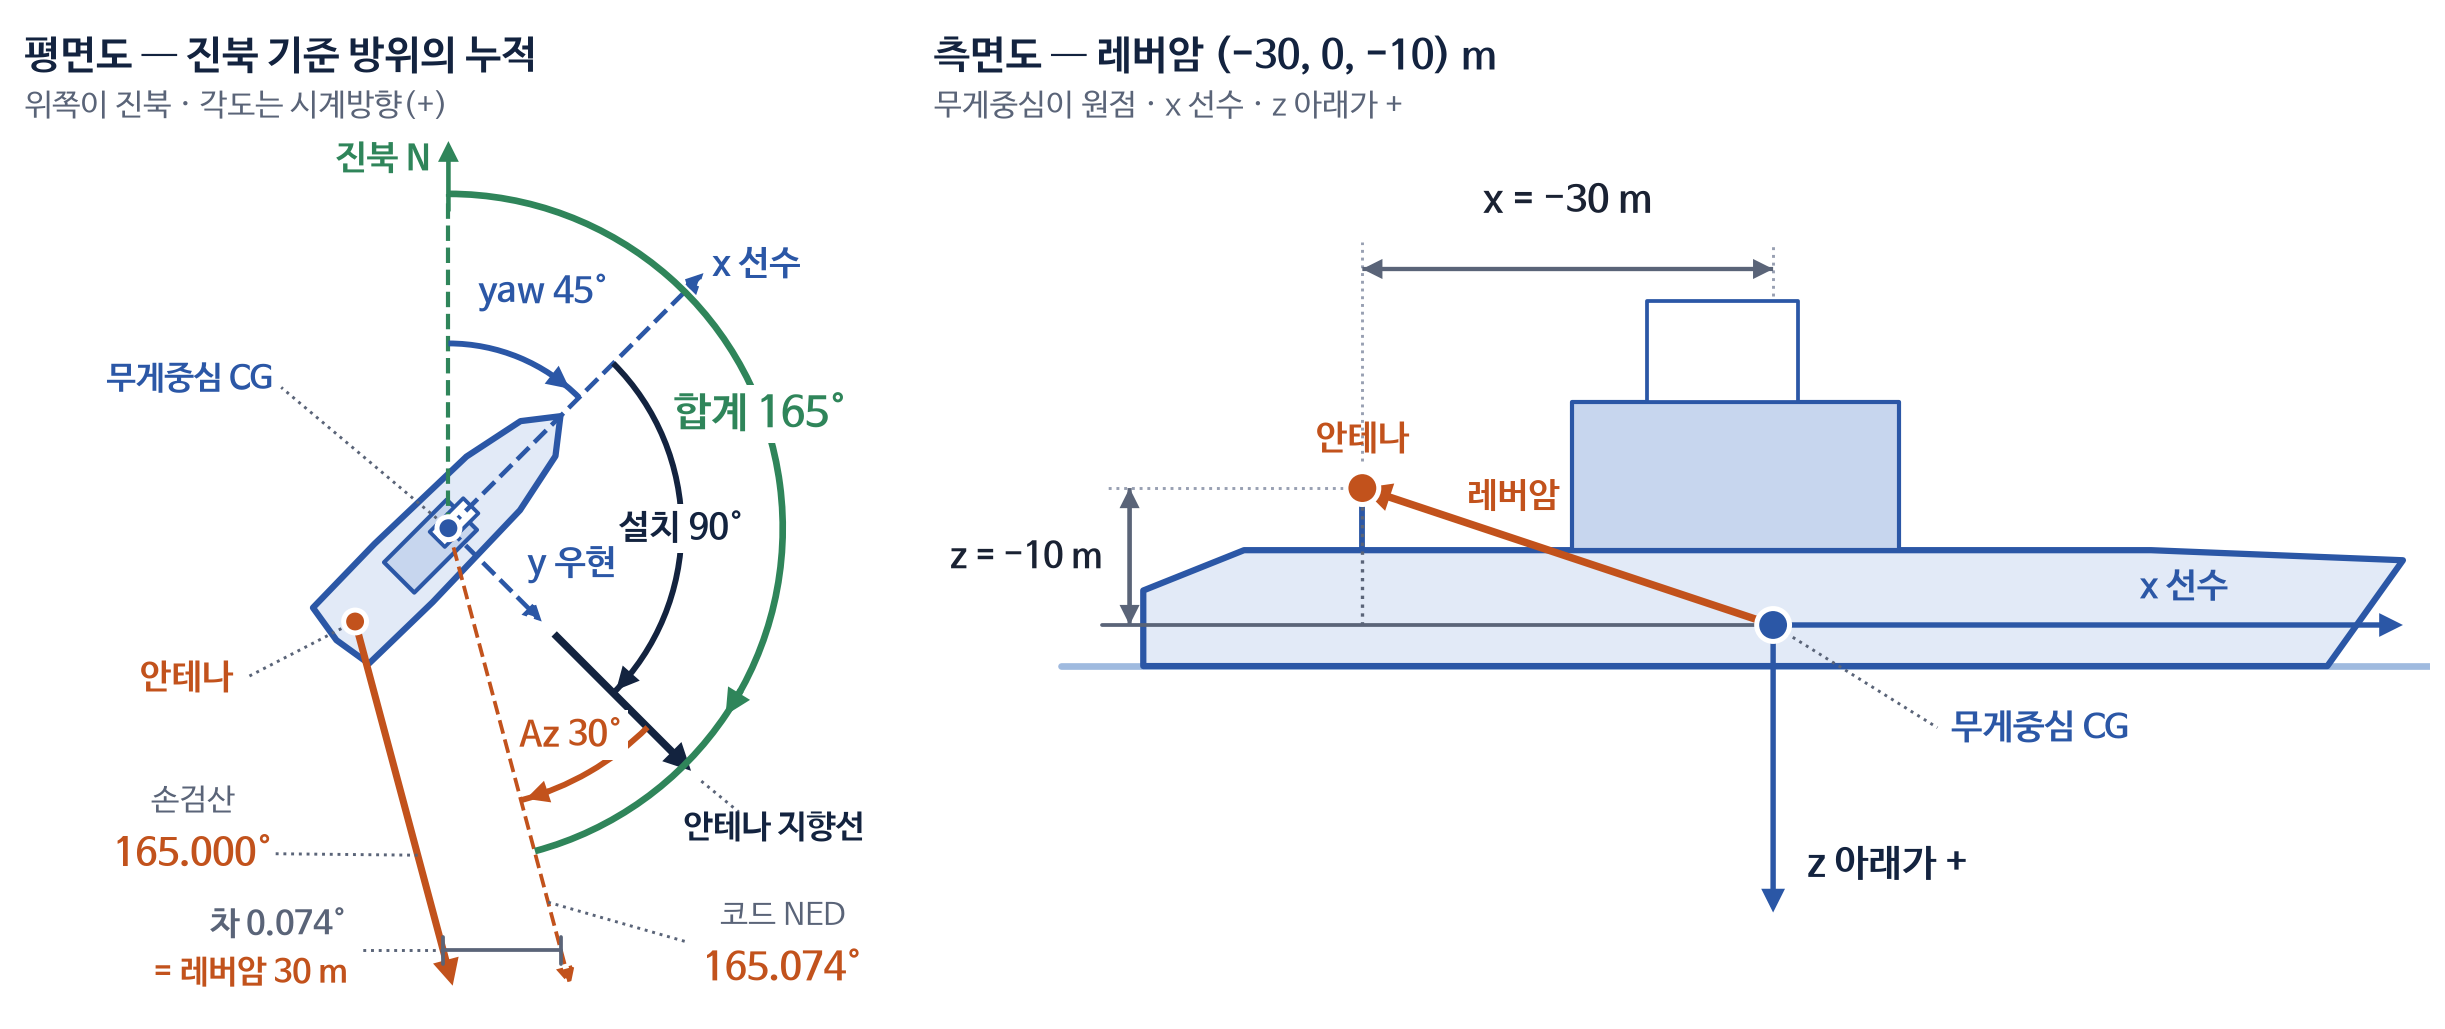 평면도 — 진북 기준 방위의 누적
위쪽이 진북 · 각도는 시계방향(+)
진북 N
x 선수
yaw 45°
무게중심 CG
합계 165°
설치 90°
y 우현
안테나
Az 30°
안테나 지향선
손검산
165.000°
차 0.074°
= 레버암 30 m
코드 NED
165.074°
측면도 — 레버암 (−30, 0, −10) m
무게중심이 원점 · x 선수 · z 아래가 +
x = −30 m
안테나
레버암
z = −10 m
x 선수
무게중심 CG
z 아래가 +